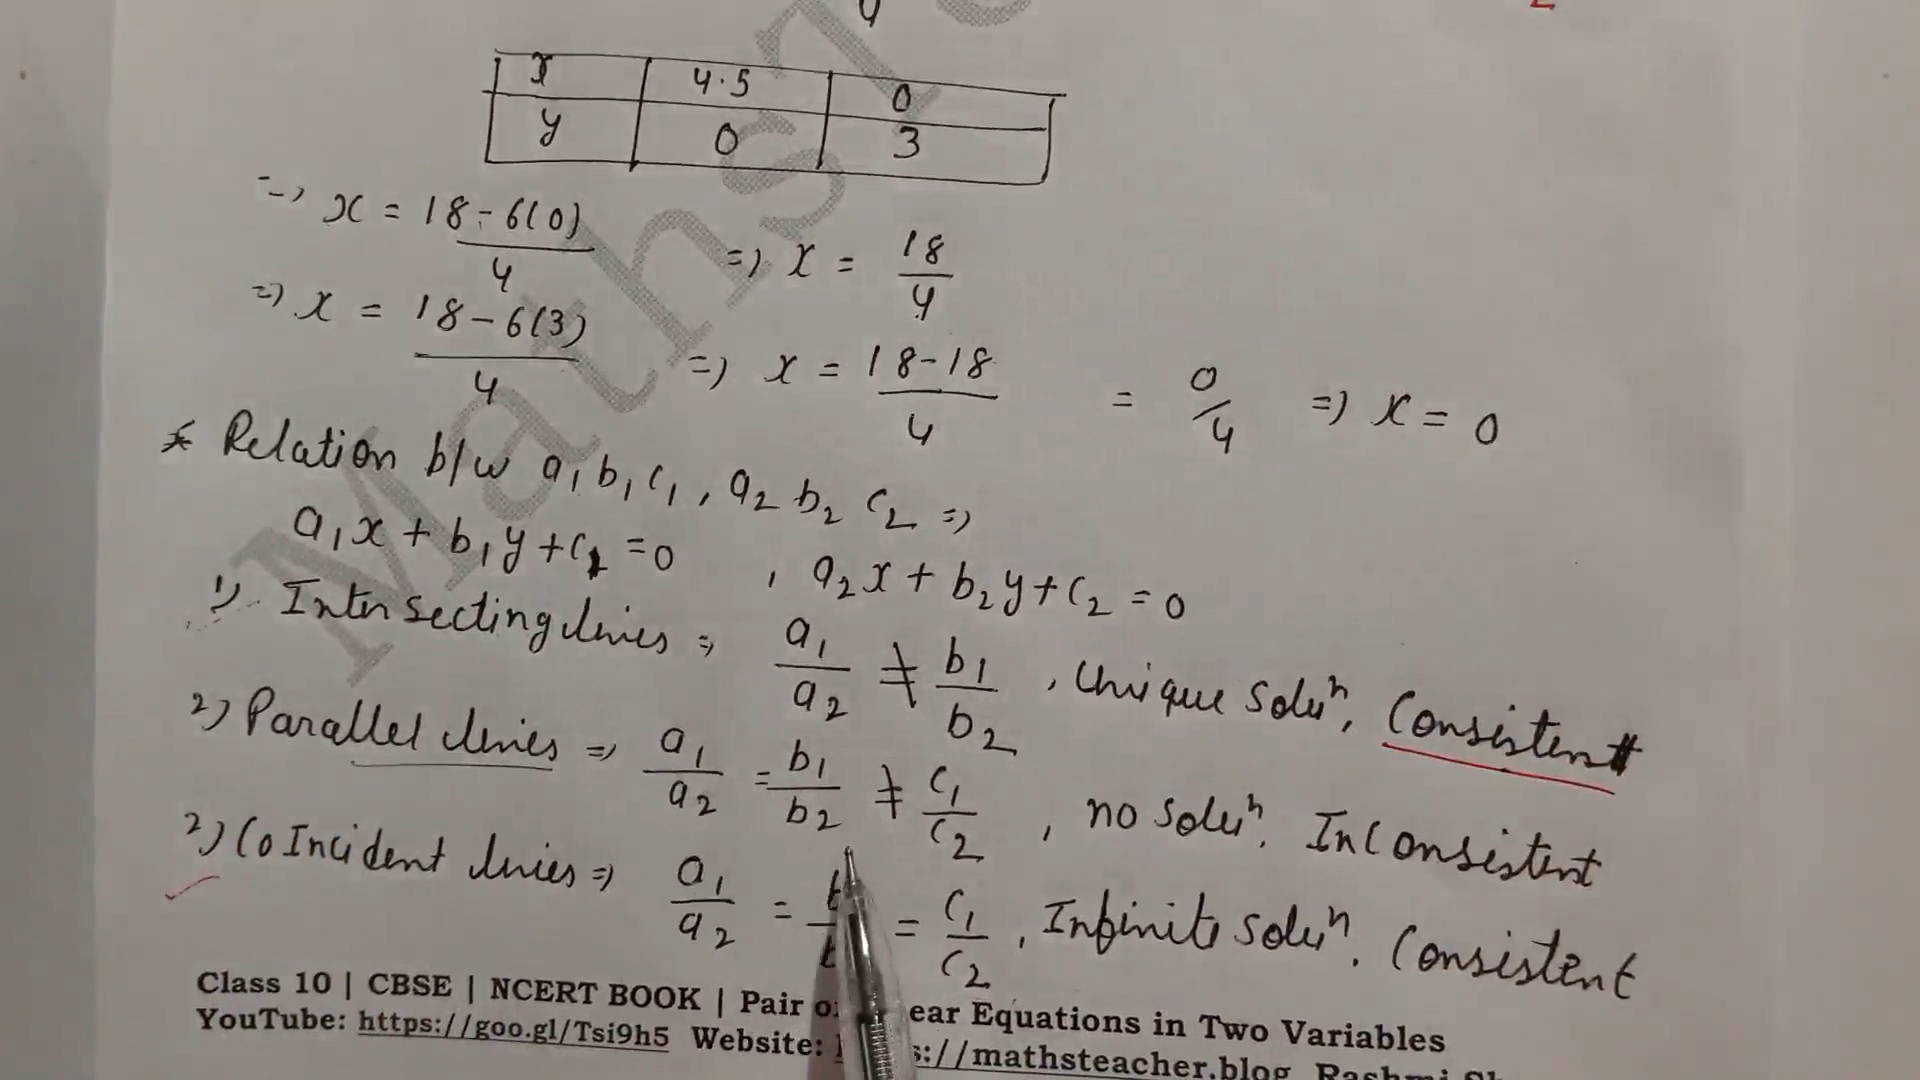 x 4.5 0
y 0 3
=> x = 18 - 6(0) / 4 => x = 18 / 4
=> x = 18 - 6(3) / 4 => x = 18 - 18 / 4 = 0/4 => x = 0
* Relation b/w a₁ b₁ c₁, a₂ b₂ c₂ =>
a₁x + b₁y + c₁ = 0, a₂x + b₂y + c₂ = 0
1) Intersecting lines => a₁/a₂ ≠ b₁/b₂, Unique soluⁿ, Consistent
2) Parallel lines => a₁/a₂ = b₁/b₂ ≠ c₁/c₂, no soluⁿ. InConsistent
2) CoIncident lines => a₁/a₂ = = c₁/c₂, Infinite soluⁿ. Consistent
Class 10 | CBSE | NCERT BOOK | Pair Equations in Two Variables
YouTube: https://goo.gl/Tsi9h5 Website: s://mathsteacher.blog
Mathst